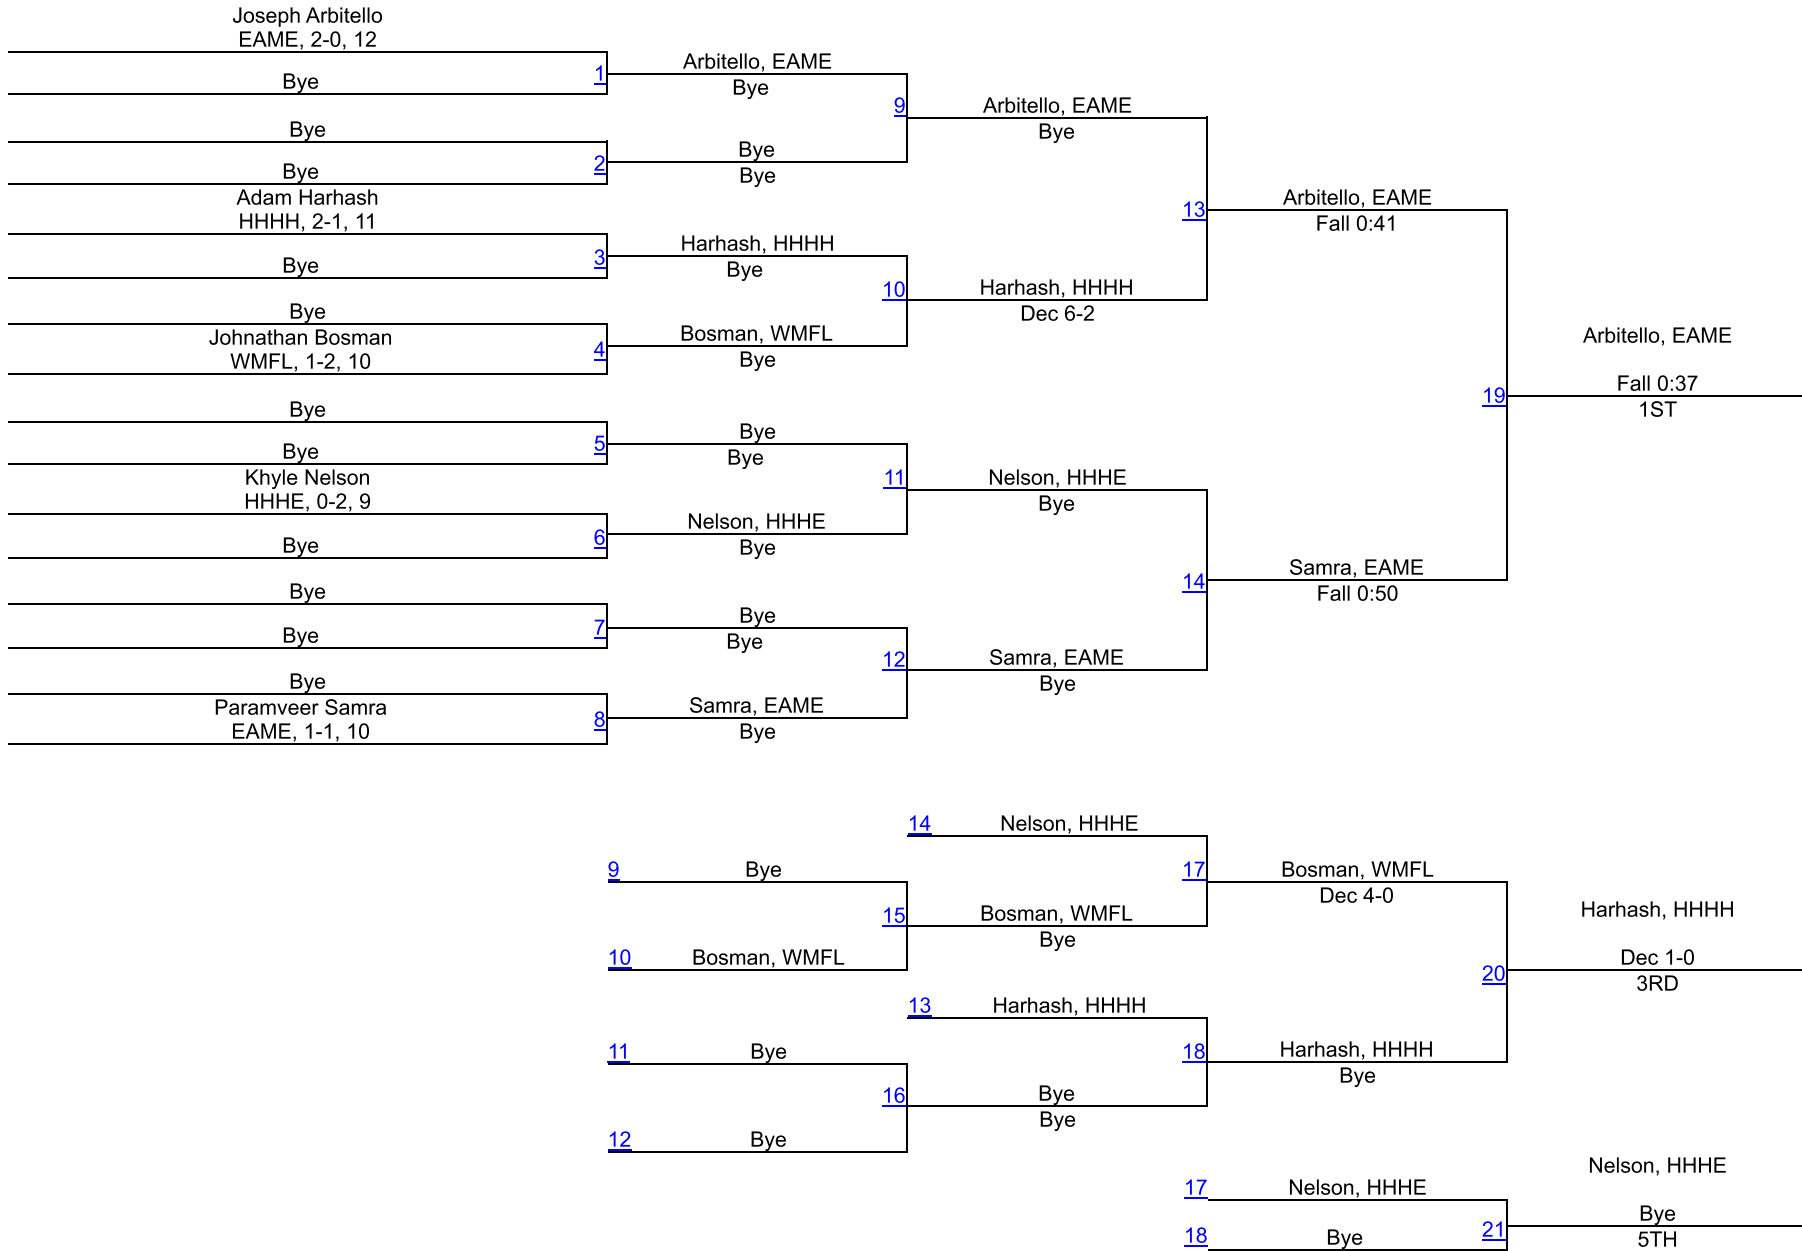 Joseph Arbitello
EAME, 2-0, 12
Bye
1
Arbitello, EAME
Bye
Bye
Bye
2
Bye
Bye
9
Arbitello, EAME
Bye
Adam Harhash
HHHH, 2-1, 11
Bye
3
Harhash, HHHH
Bye
Bye
Johnathan Bosman
WMFL, 1-2, 10
4
Bosman, WMFL
Bye
10
Harhash, HHHH
Dec 6-2
13
Arbitello, EAME
Fall 0:41
Bye
Bye
5
Bye
Bye
Khyle Nelson
HHHE, 0-2, 9
Bye
6
Nelson, HHHE
Bye
11
Nelson, HHHE
Bye
Bye
Bye
7
Bye
Bye
Bye
Paramveer Samra
EAME, 1-1, 10
8
Samra, EAME
Bye
12
Samra, EAME
Bye
14
Samra, EAME
Fall 0:50
19
Arbitello, EAME
Fall 0:37
1ST
14
Nelson, HHHE
9
Bye
10
Bosman, WMFL
15
Bosman, WMFL
Bye
17
Bosman, WMFL
Dec 4-0
13
Harhash, HHHH
11
Bye
12
Bye
16
Bye
Bye
18
Harhash, HHHH
Bye
20
Harhash, HHHH
Dec 1-0
3RD
17
Nelson, HHHE
18
Bye
21
Nelson, HHHE
Bye
5TH